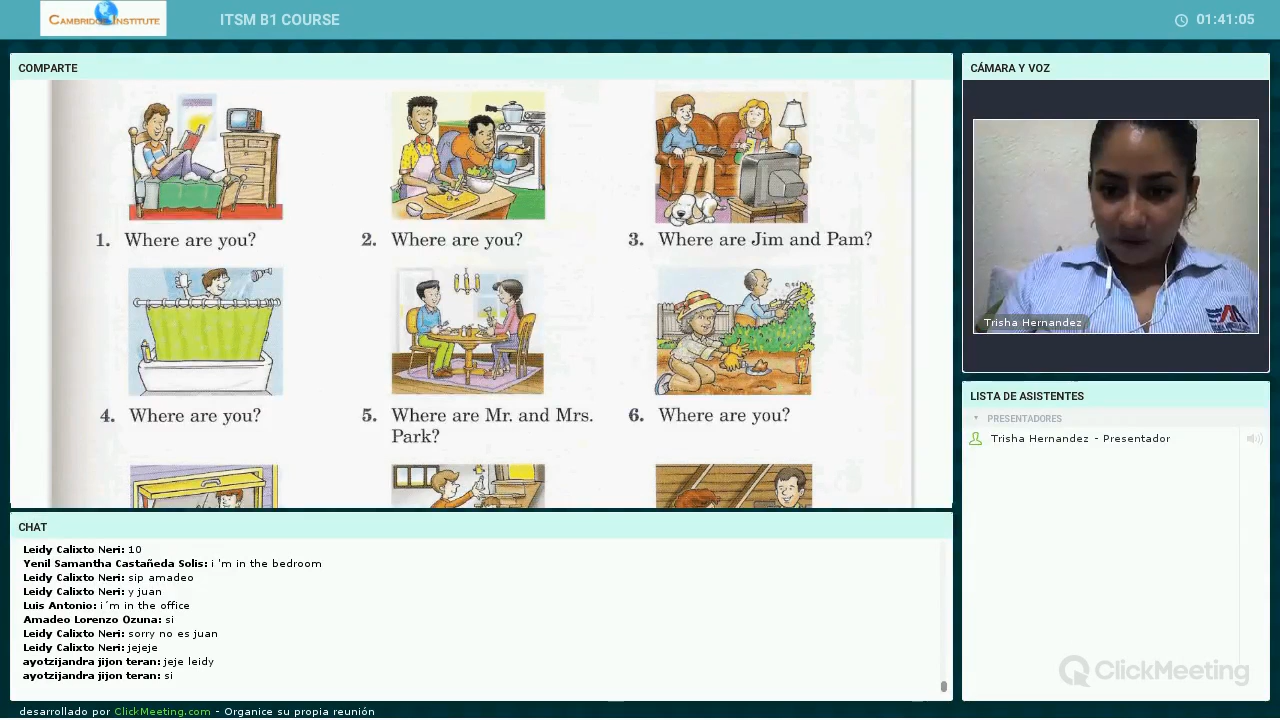 CAMBRIDGE INSTITUTE
ITSM B1 COURSE
01:41:05
COMPARTE
1. Where are you?
2. Where are you?
3. Where are Jim and Pam?
4. Where are you?
5. Where are Mr. and Mrs.
Park?
6. Where are you?
CÁMARA Y VOZ
Trisha Hernandez
LISTA DE ASISTENTES
PRESENTADORES
Trisha Hernandez - Presentador
CHAT
Leidy Calixto Neri: 10
Yenil Samantha Castañeda Solis: i 'm in the bedroom
Leidy Calixto Neri: sip amadeo
Leidy Calixto Neri: y juan
Luis Antonio: i´m in the office
Amadeo Lorenzo Ozuna: si
Leidy Calixto Neri: sorry no es juan
Leidy Calixto Neri: jejeje
ayotzijandra jijon teran: jeje leidy
ayotzijandra jijon teran: si
ClickMeeting
desarrollado por ClickMeeting.com - Organice su propia reunión